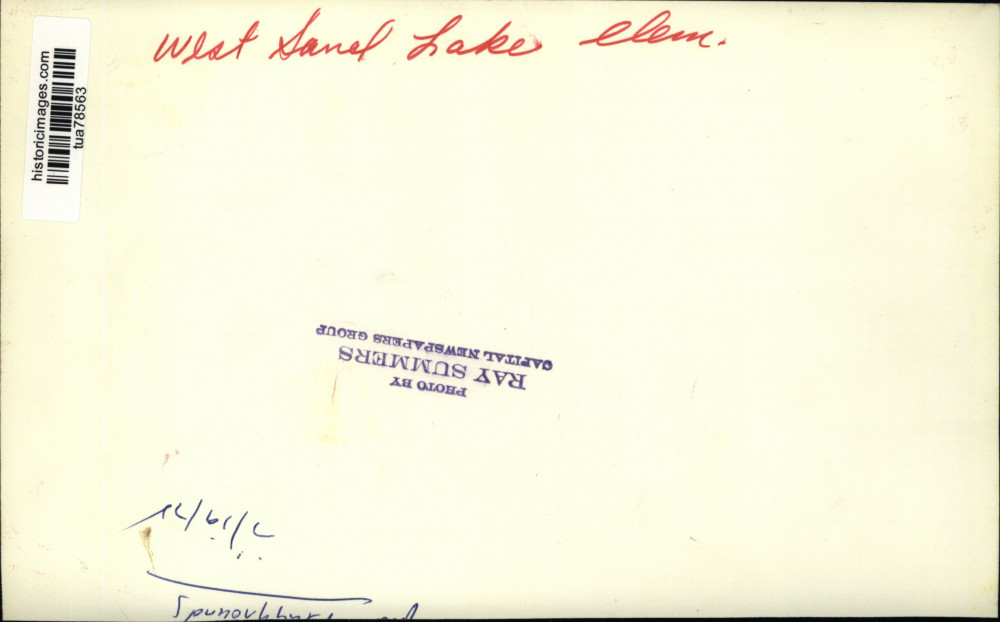 West Sand Lake elem.
historicimages.com
tua78563
PHOTO BY
RAY SUMMERS
CAPITAL NEWSPAPERS GROUP